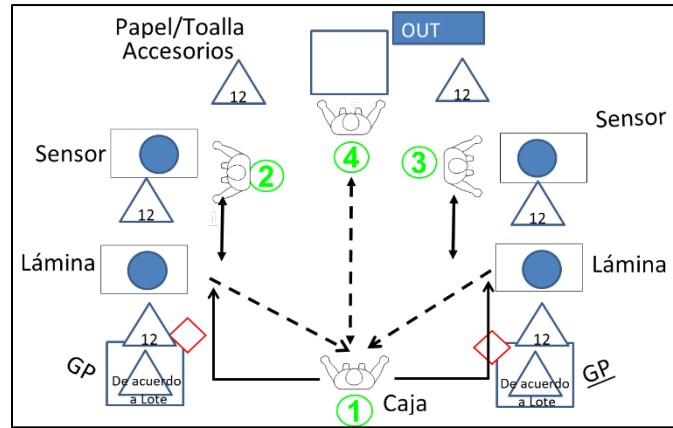 Papel/Toalla
Accesorios
OUT
12
12
Sensor
Sensor
2
4
3
12
12
Lámina
Lámina
12
12
GP
De acuerdo
a Lote
1
Caja
De acuerdo
a Lote
GP